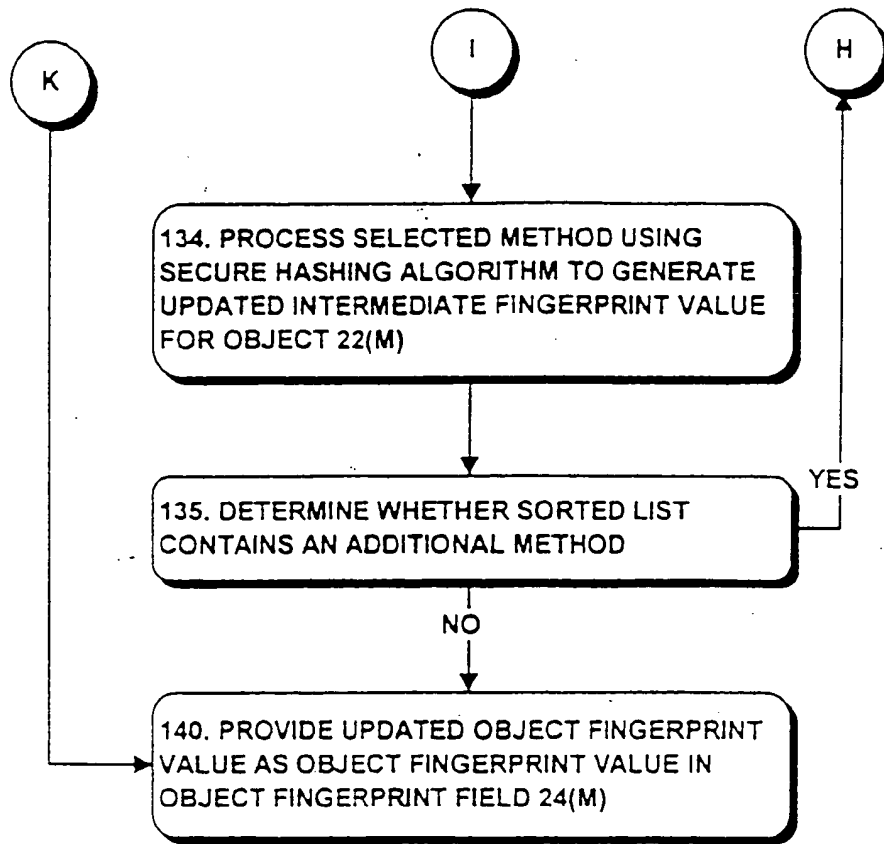 K
I
H
134. PROCESS SELECTED METHOD USING
SECURE HASHING ALGORITHM TO GENERATE
UPDATED INTERMEDIATE FINGERPRINT VALUE
FOR OBJECT 22(M)
YES
135. DETERMINE WHETHER SORTED LIST
CONTAINS AN ADDITIONAL METHOD
NO
140. PROVIDE UPDATED OBJECT FINGERPRINT
VALUE AS OBJECT FINGERPRINT VALUE IN
OBJECT FINGERPRINT FIELD 24(M)